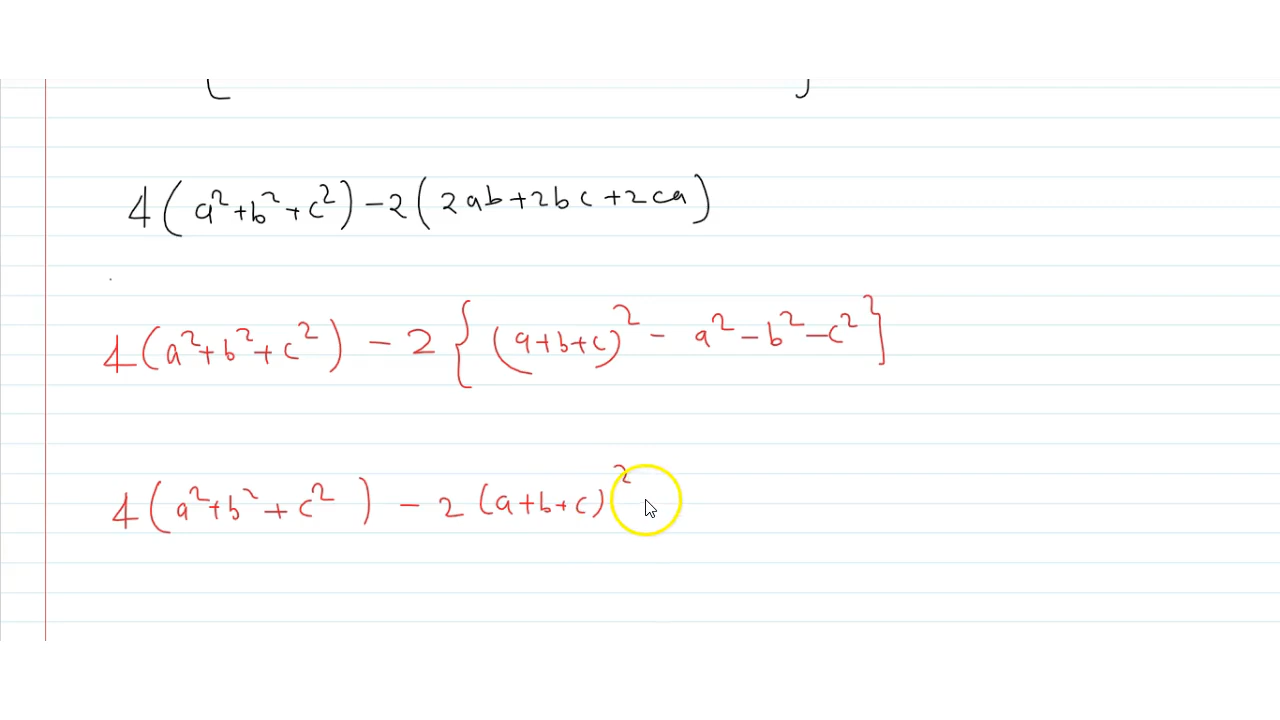 4(a²+b²+c²)-2(2ab+2bc+2ca)
4(a²+b²+c²) - 2{(a+b+c)² - a²-b²-c²}
4(a²+b²+c²) - 2(a+b+c)²